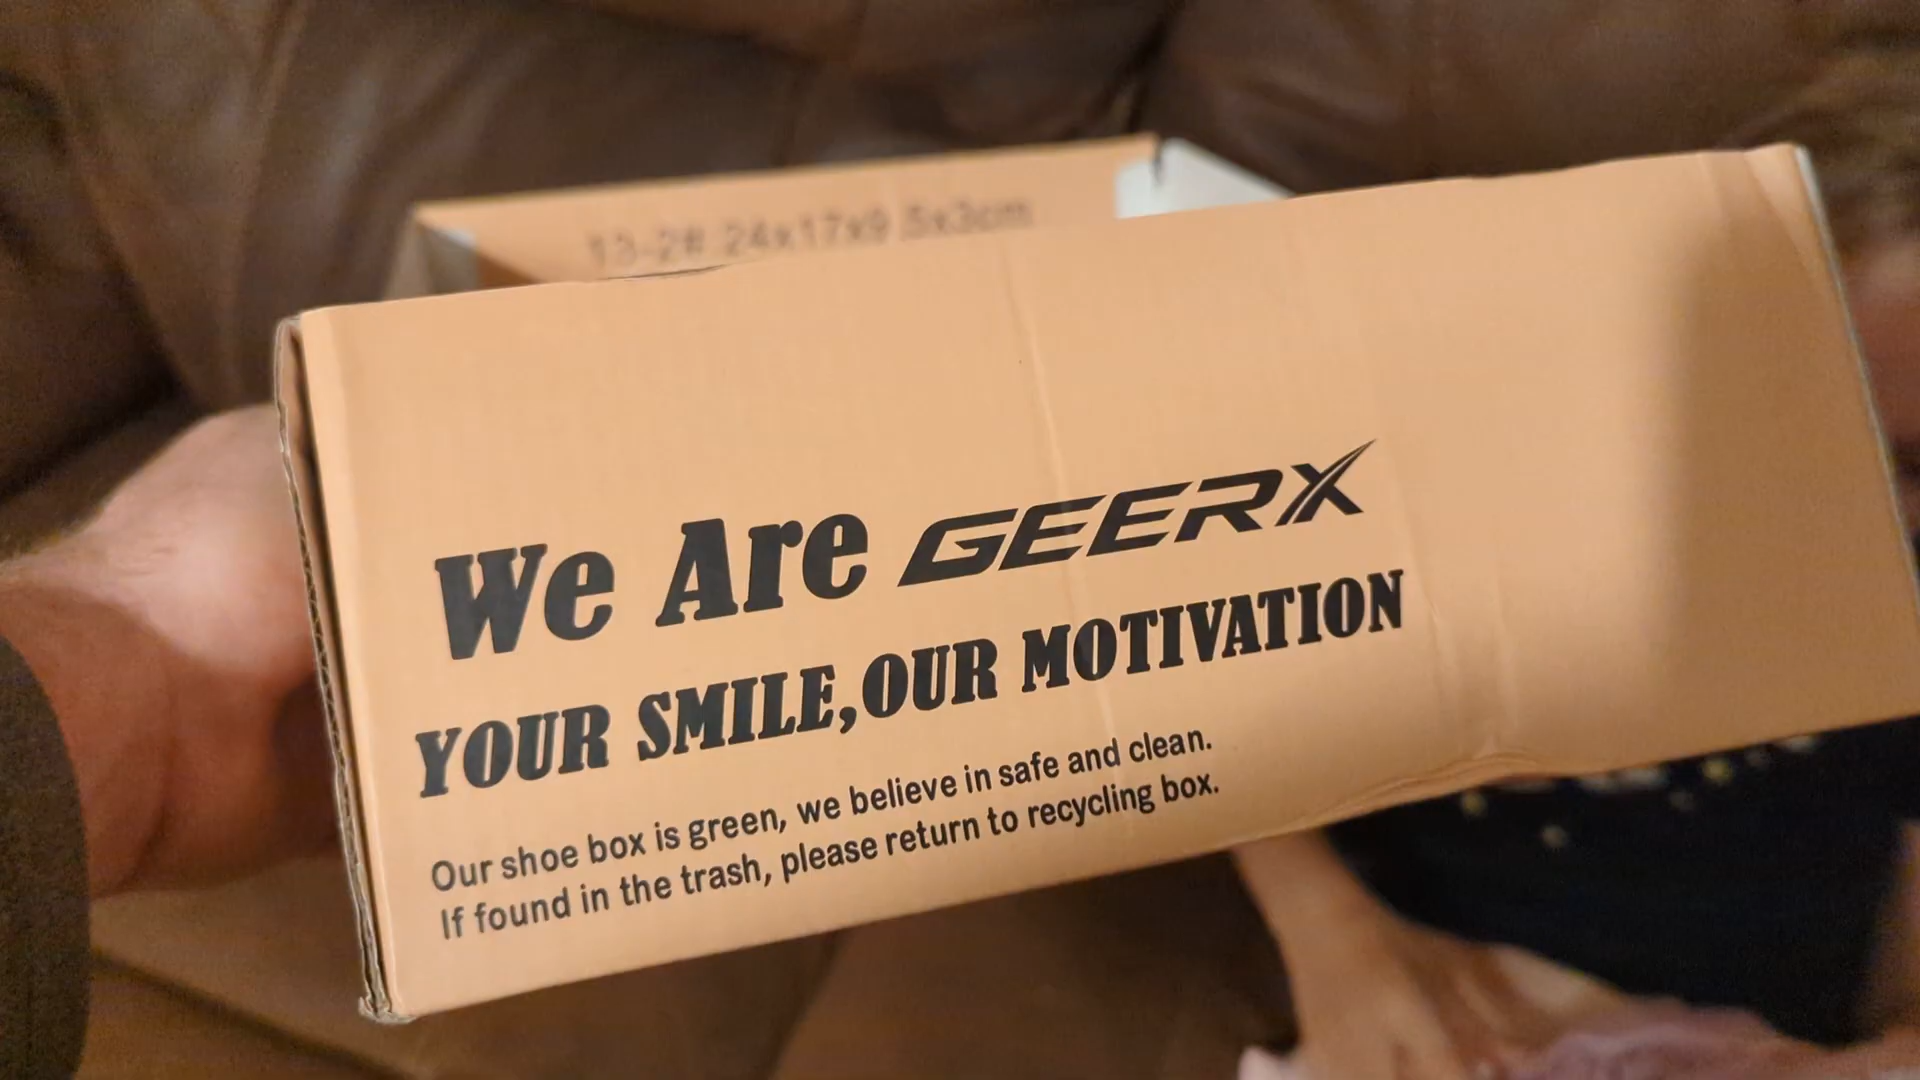 13-2#:24x17x9.5x3cm
We Are GEERX
YOUR SMILE,OUR MOTIVATION
Our shoe box is green, we believe in safe and clean.
If found in the trash, please return to recycling box.